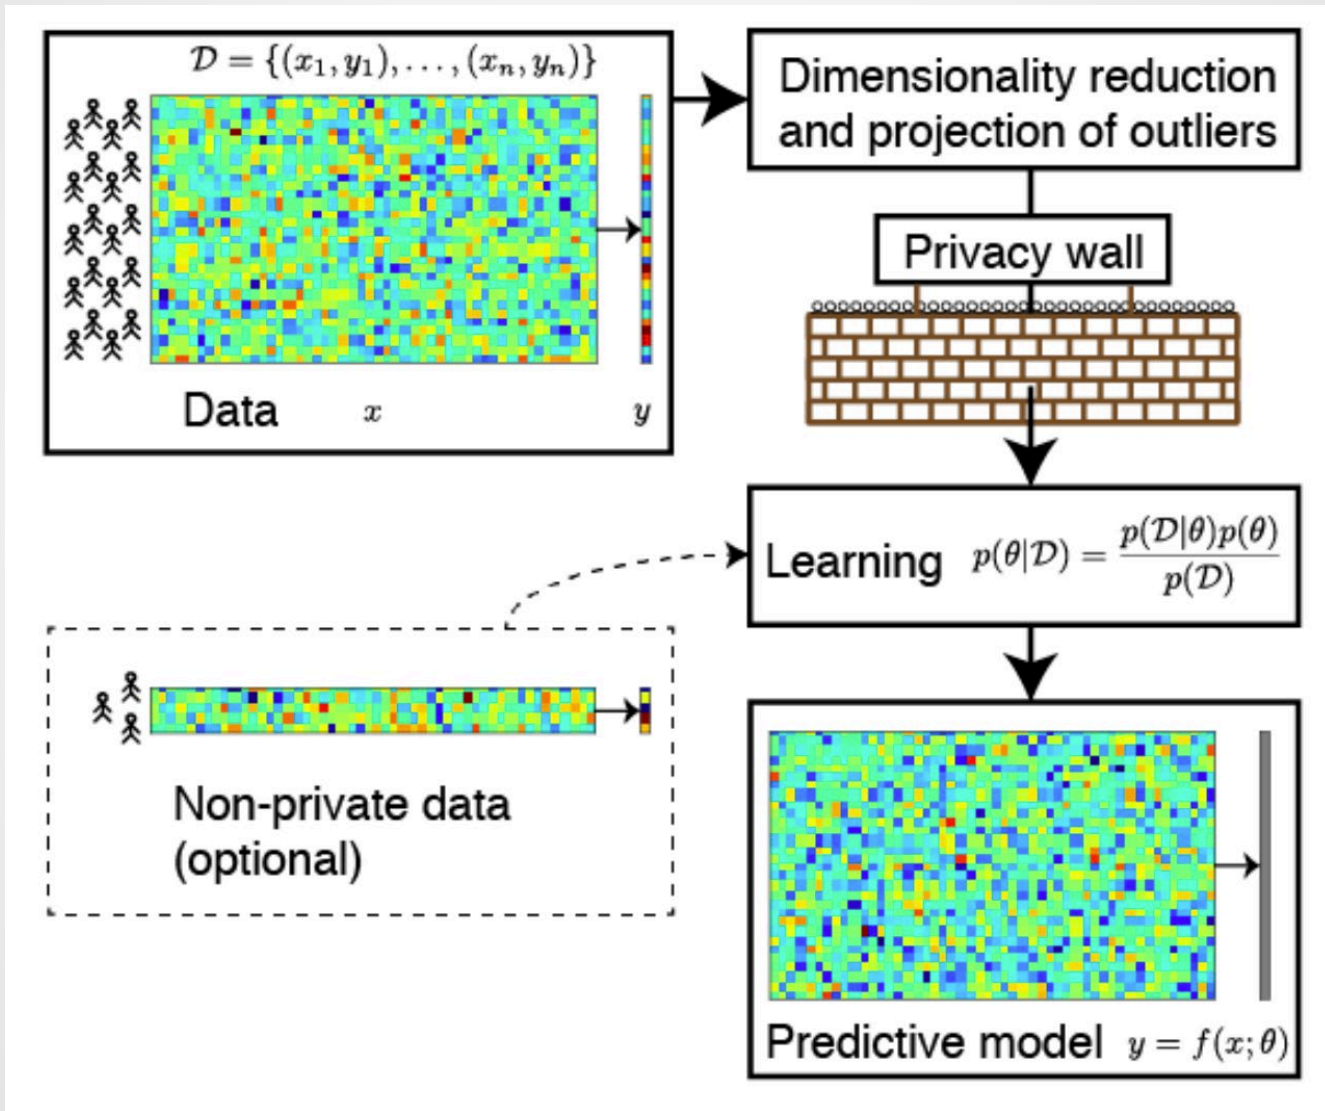 𝒟 = {(x₁, y₁), . . . , (xₙ, yₙ)}
Data x y
Dimensionality reduction
and projection of outliers
Privacy wall
Learning p(θ|𝒟) = p(𝒟|θ)p(θ) / p(𝒟)
Non-private data
(optional)
Predictive model y = f(x; θ)